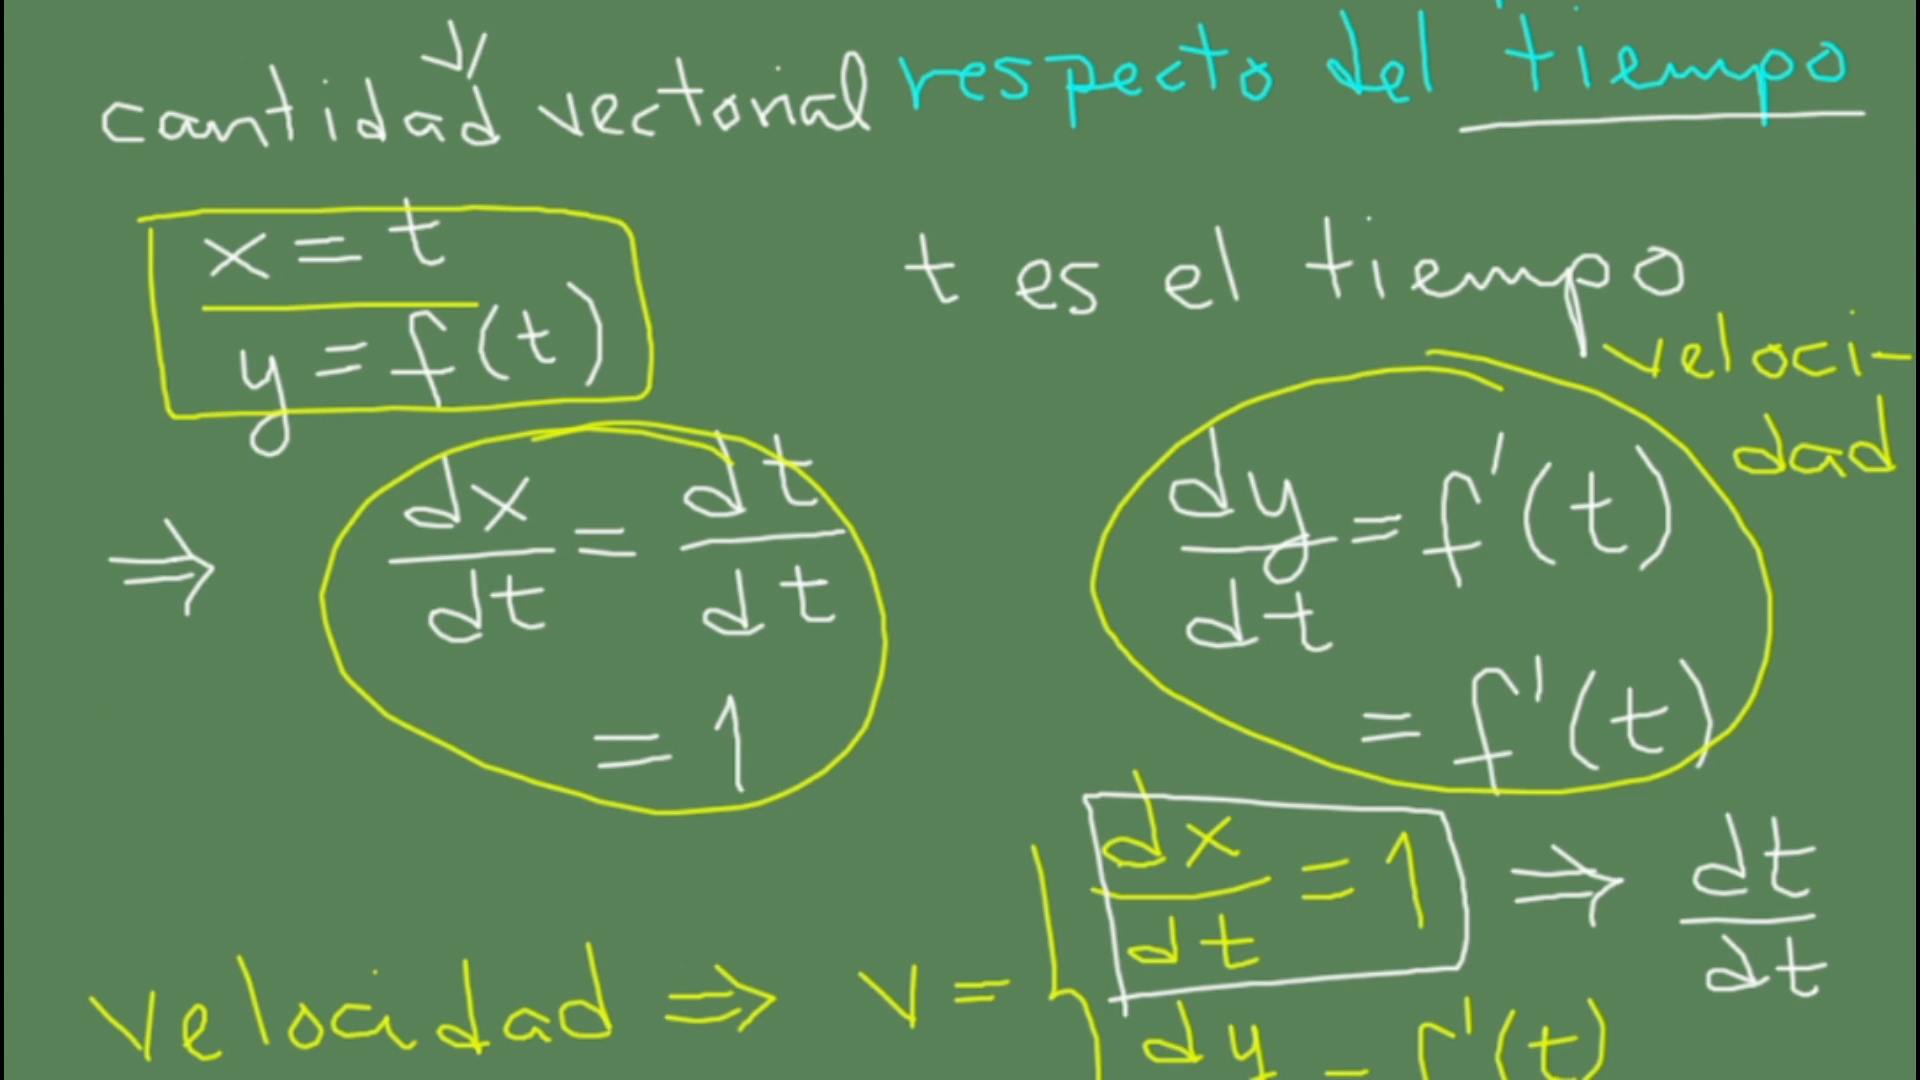 cantidad vectorial respecto del tiempo
x = t
y = f(t)
t es el tiempo
veloci-
dad
⇒ dx/dt = dt/dt
= 1
dy/dt = f'(t)
= f'(t)
velocidad ⇒ v = { dx/dt = 1 ⇒ dt/dt
dy = f'(t)